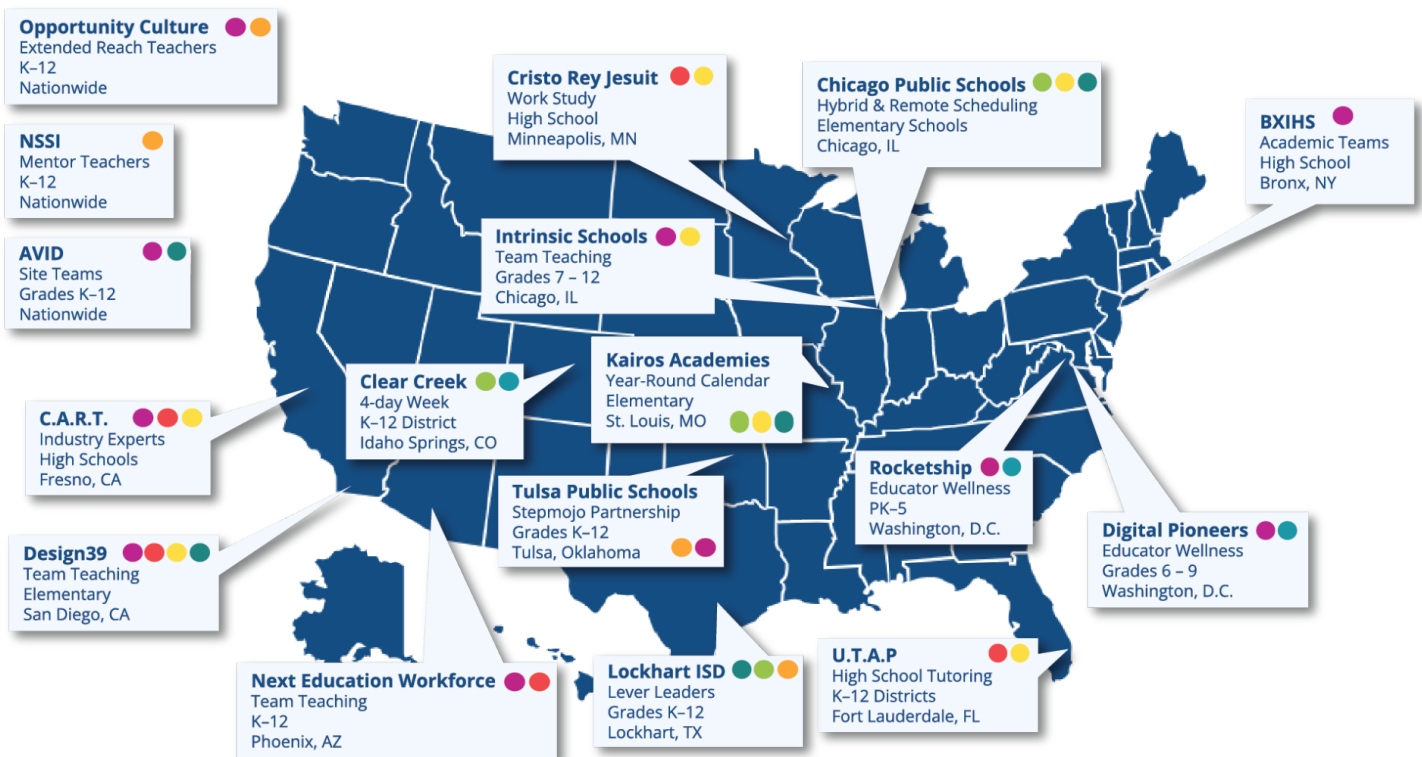 Opportunity Culture
Extended Reach Teachers
K–12
Nationwide
NSSI
Mentor Teachers
K–12
Nationwide
AVID
Site Teams
Grades K–12
Nationwide
Cristo Rey Jesuit
Work Study
High School
Minneapolis, MN
Chicago Public Schools
Hybrid & Remote Scheduling
Elementary Schools
Chicago, IL
BXIHS
Academic Teams
High School
Bronx, NY
Intrinsic Schools
Team Teaching
Grades 7 – 12
Chicago, IL
Kairos Academies
Year-Round Calendar
Elementary
St. Louis, MO
Clear Creek
4-day Week
K–12 District
Idaho Springs, CO
C.A.R.T.
Industry Experts
High Schools
Fresno, CA
Tulsa Public Schools
Stepmojo Partnership
Grades K–12
Tulsa, Oklahoma
Rocketship
Educator Wellness
PK–5
Washington, D.C.
Digital Pioneers
Educator Wellness
Grades 6 – 9
Washington, D.C.
Design39
Team Teaching
Elementary
San Diego, CA
Next Education Workforce
Team Teaching
K–12
Phoenix, AZ
Lockhart ISD
Lever Leaders
Grades K–12
Lockhart, TX
U.T.A.P
High School Tutoring
K–12 Districts
Fort Lauderdale, FL